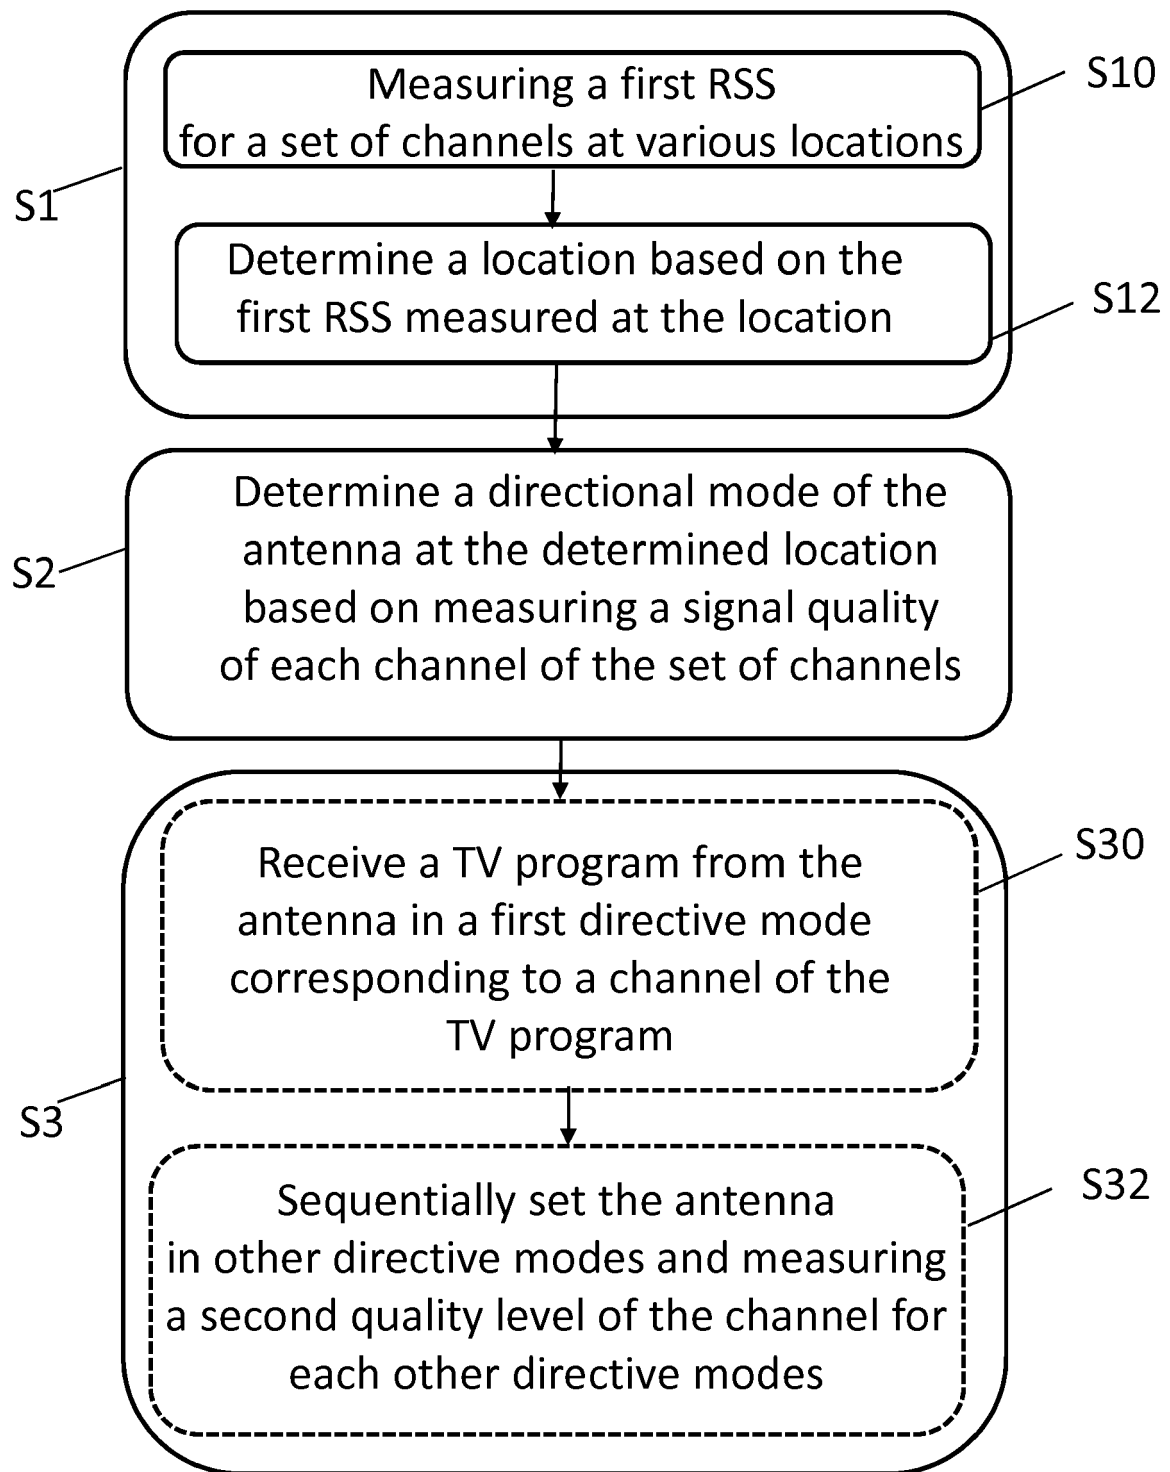 Measuring a first RSS
for a set of channels at various locations
S10
S1
Determine a location based on the
first RSS measured at the location
S12
Determine a directional mode of the
antenna at the determined location
based on measuring a signal quality
of each channel of the set of channels
S2
Receive a TV program from the
antenna in a first directive mode
corresponding to a channel of the
TV program
S30
S3
Sequentially set the antenna
in other directive modes and measuring
a second quality level of the channel for
each other directive modes
S32